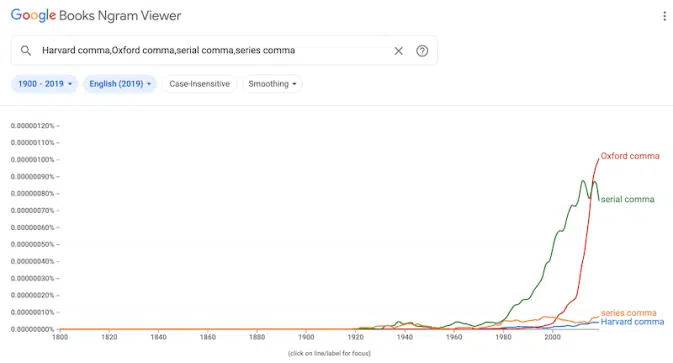 Google Books Ngram Viewer
Harvard comma,Oxford comma,serial comma,series comma
1900 - 2019 English (2019) Case-Insensitive Smoothing
0.00000120%
0.00000110%
0.00000100%
0.00000090%
0.00000080%
0.00000070%
0.00000060%
0.00000050%
0.00000040%
0.00000030%
0.00000020%
0.00000010%
0.00000000%
Oxford comma
serial comma
series comma
Harvard comma
1800 1820 1840 1860 1880 1900 1920 1940 1960 1980 2000
(click on line/label for focus)